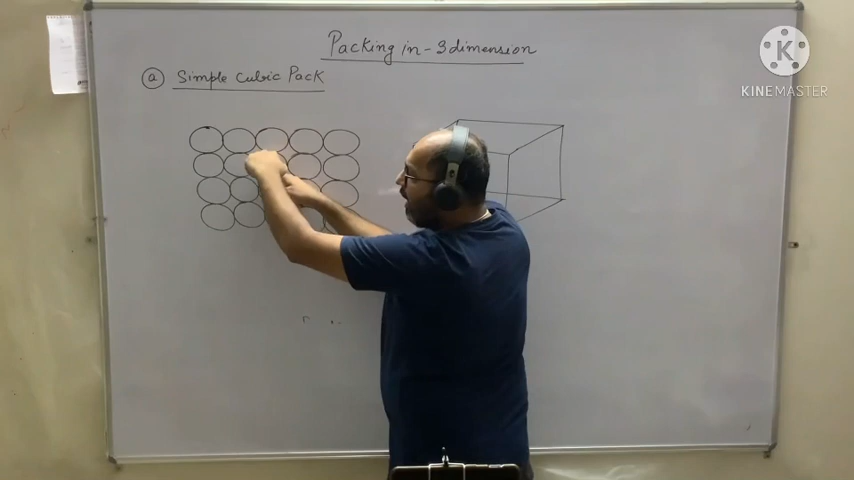 Packing in - 3 dimension
ⓐ Simple Cubic Pack
K
KINEMASTER